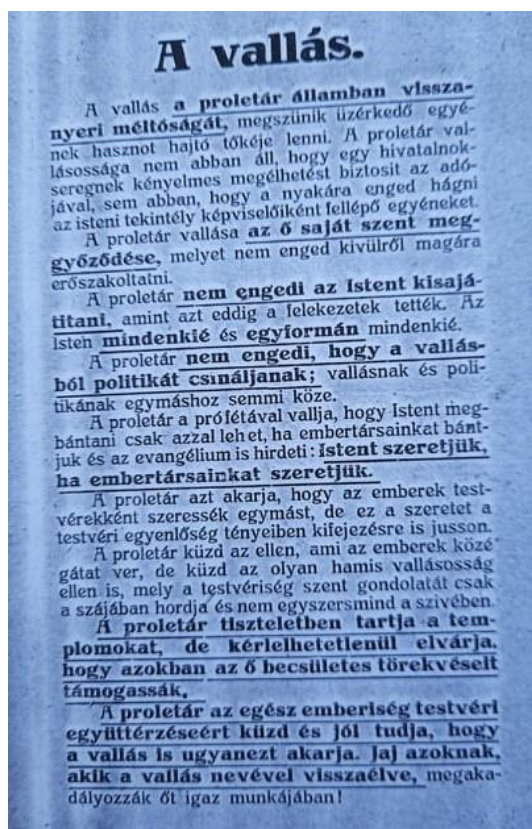 A vallás.
A vallás a proletár államban vissza-
nyeri méltóságát, megszünik üzérkedő egyé-
nek hasznot hajtó tőkéje lenni. A proletár val-
lásossága nem abban áll, hogy egy hivatalnok-
seregnek kényelmes megélhetést biztosit az adó-
jával, sem abban, hogy a nyakára enged hágni
az isteni tekintély képviselőiként fellépő egyéneket.
A proletár vallása az ő saját szent meg-
győződése, melyet nem enged kivülről magára
erőszakoltatni.
A proletár nem engedi az Istent kisajá-
titani, amint azt eddig a felekezetek tették. Az
Isten mindenkié és egyformán mindenkié.
A proletár nem engedi, hogy a vallás-
ból politikát csináljanak; vallásnak és poli-
tikának egymáshoz semmi köze.
A proletár a prófétával vallja, hogy Istent meg-
bántani csak azzal lehet, ha embertársainkat bánt-
juk és az evangélium is hirdeti: Istent szeretjük,
ha embertársainkat szeretjük.
A proletár azt akarja, hogy az emberek test-
vérekként szeressék egymást, de ez a szeretet a
testvéri egyenlőség tényeiben kifejezésre is jusson.
A proletár küzd az ellen, ami az emberek közé
gátat ver, de küzd az olyan hamis vallásosság
ellen is, mely a testvériség szent gondolatát csak
a szájában hordja és nem egyszersmind a szivében.
A proletár tiszteletben tartja a tem-
plomokat, de kérlelhetetlenül elvárja,
hogy azokban az ő becsületes törekvéseit
támogassák.
A proletár az egész emberiség testvéri
együttérzéseért küzd és jól tudja, hogy
a vallás is ugyanezt akarja. Jaj azoknak,
akik a vallás nevével visszaélve, megaka-
dályozzák őt igaz munkájában!